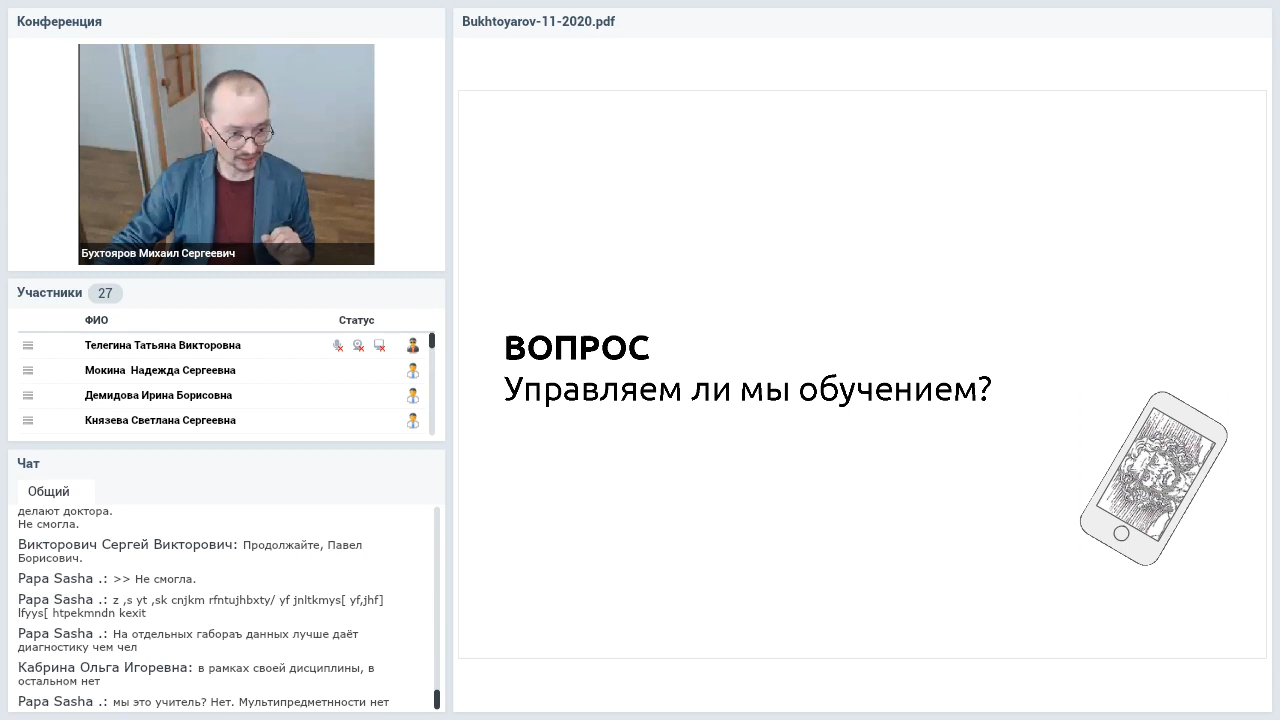 Конференция
Бухтояров Михаил Сергеевич
Участники 27
ФИО Статус
Телегина Татьяна Викторовна
Мокина Надежда Сергеевна
Демидова Ирина Борисовна
Князева Светлана Сергеевна
Чат
Общий
делают доктора.
Не смогла.
Викторович Сергей Викторович: Продолжайте, Павел
Борисович.
Papa Sasha .: >> Не смогла.
Papa Sasha .: z ,s yt ,sk cnjkm rfntujhbxty/ yf jnltkmys[ yf,jhf]
lfyys[ htpekmndn kexit
Papa Sasha .: На отдельных габораъ данных лучше даёт
диагностику чем чел
Кабрина Ольга Игоревна: в рамках своей дисциплины, в
остальном нет
Papa Sasha .: мы это учитель? Нет. Мультипредметнности нет
Bukhtoyarov-11-2020.pdf
ВОПРОС
Управляем ли мы обучением?